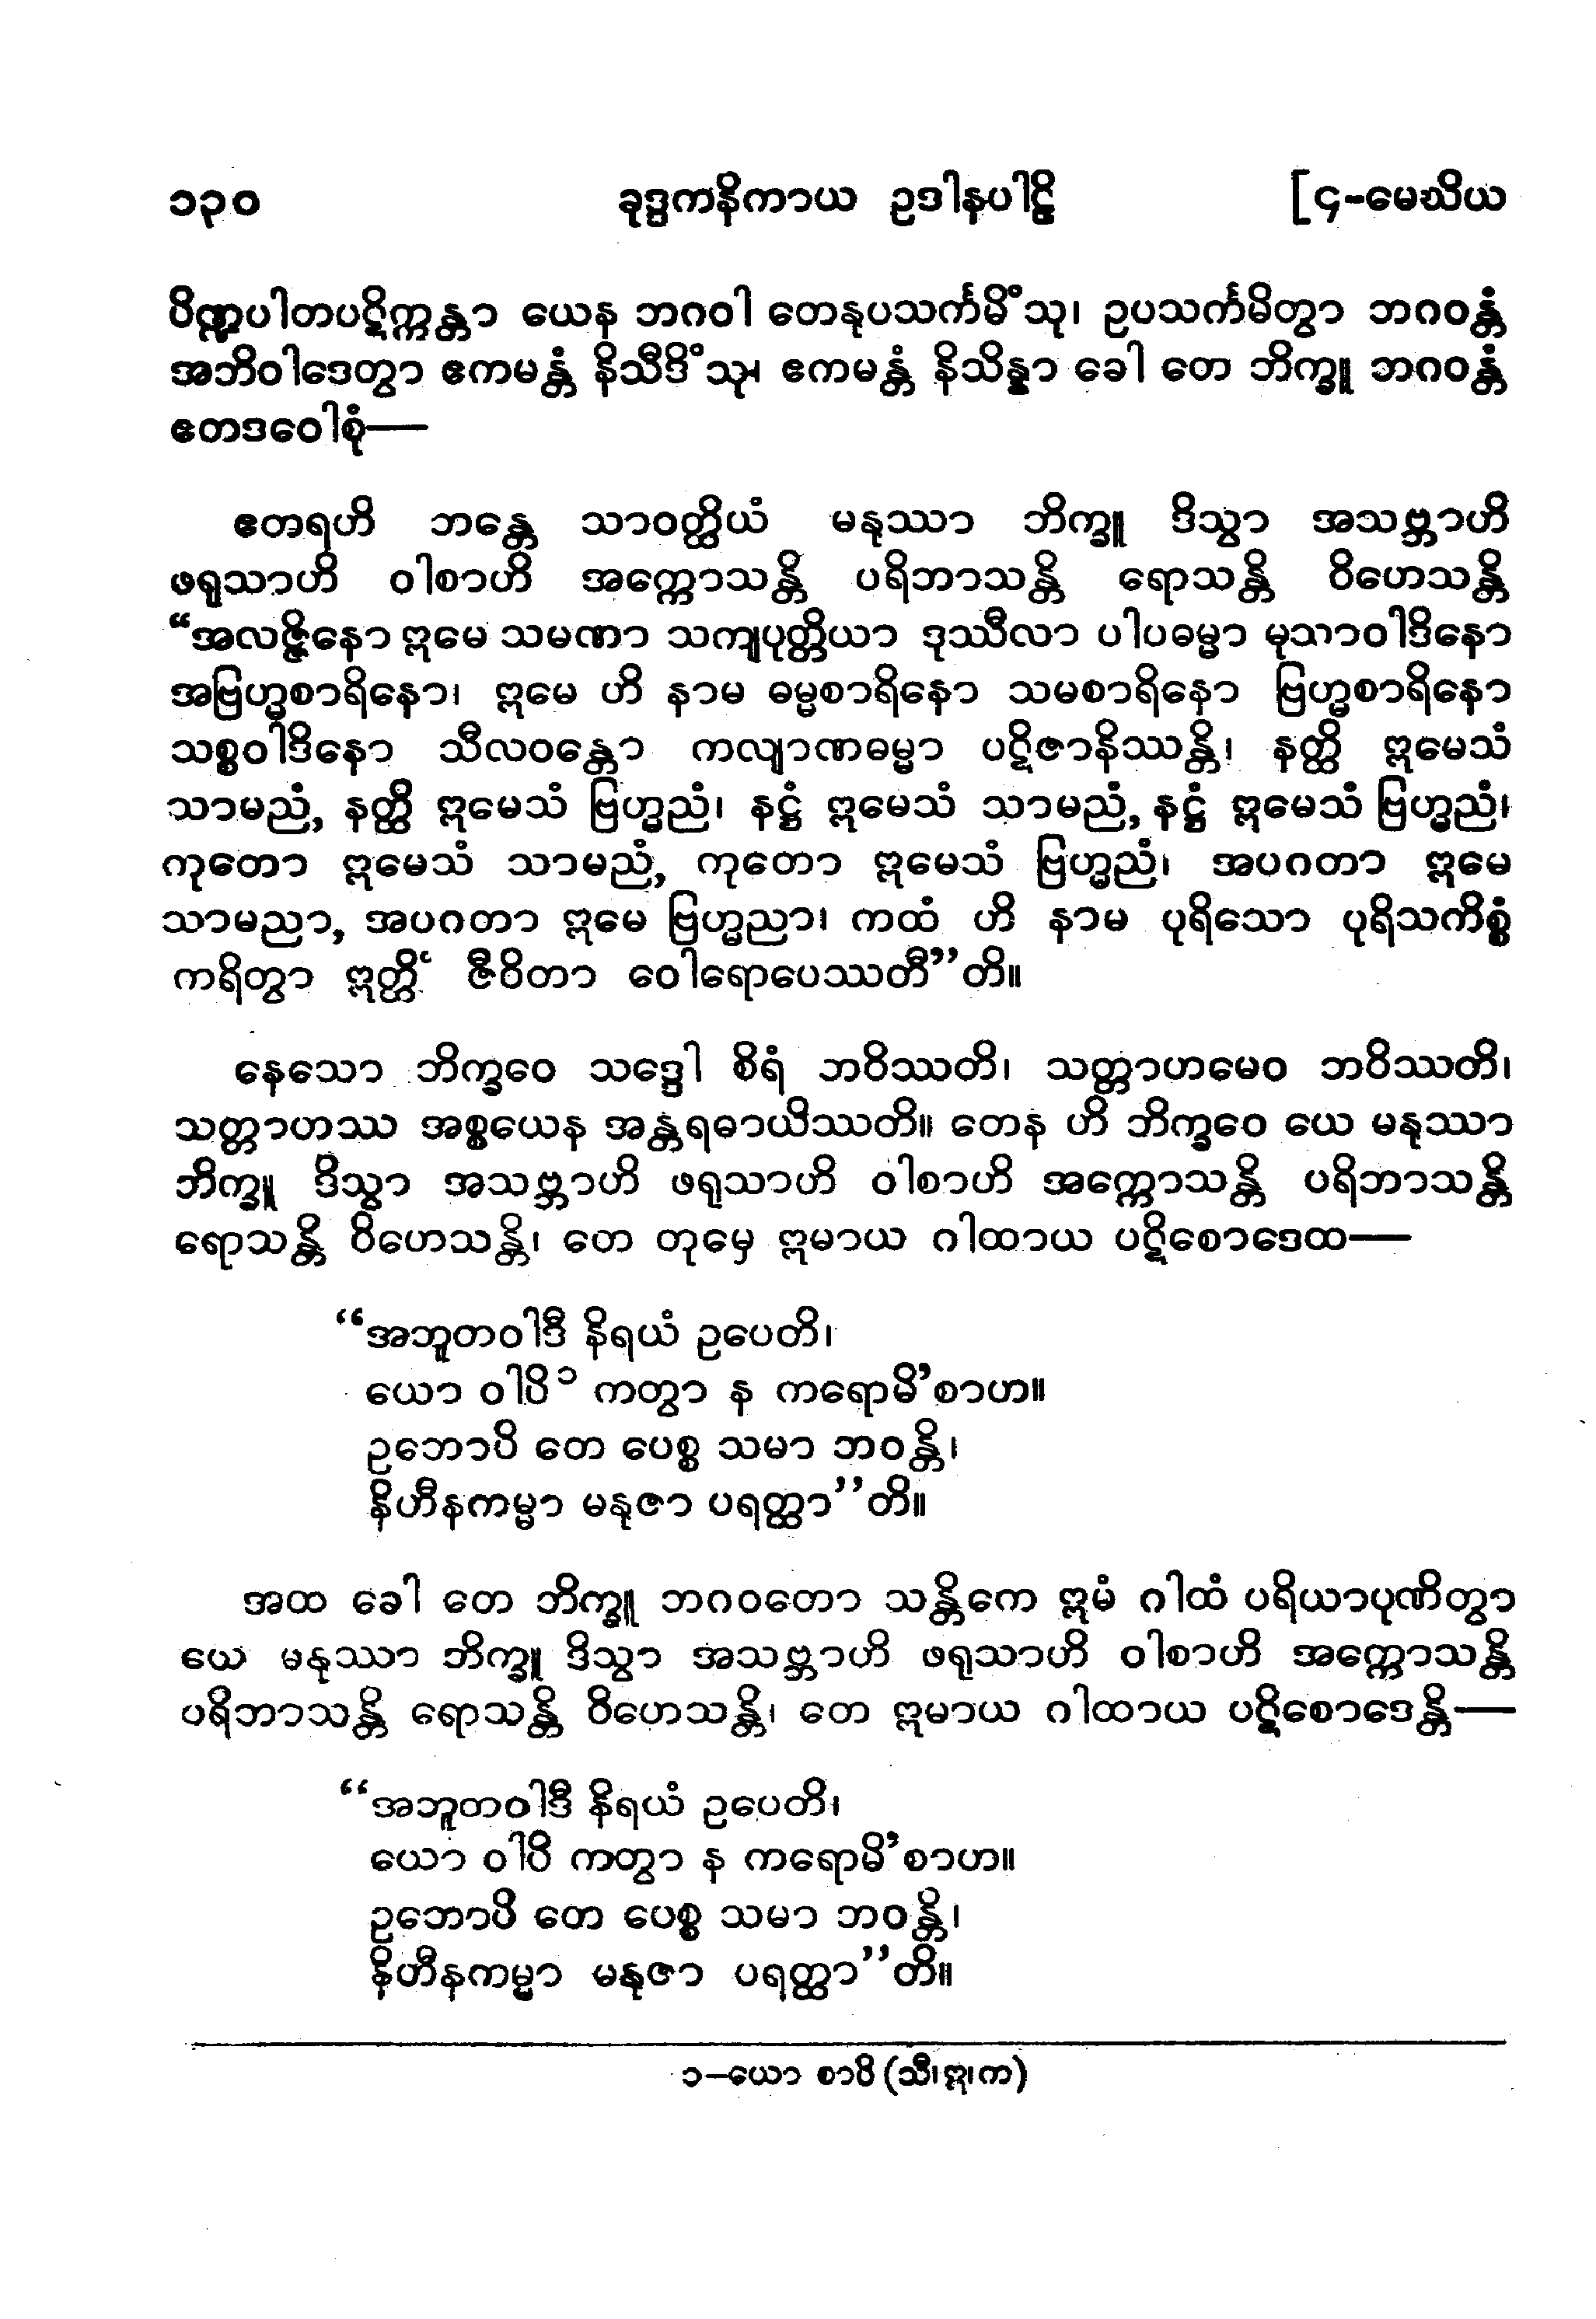 ၁၃၀ ခုဒ္ဒကနိကာယ ဥဒါနပါဠိ [၄-မေဃိယ
ပိဏ္ဍပါတပဋိက္ကန္တာ ယေန ဘဂဝါ တေနုပသင်္ကမိံသု၊ ဥပသင်္ကမိတွာ ဘဂဝန္တံ
အဘိဝါဒေတွာ ဧကမန္တံ နိသီဒိံသု၊ ဧကမန္တံ နိသိန္နာ ခေါ တေ ဘိက္ခူ ဘဂဝန္တံ
ဧတဒဝေါစုံ—
ဧတရဟိ ဘန္တေ သာဝတ္ထိယံ မနုဿာ ဘိက္ခူ ဒိသွာ အသဗ္ဘာဟိ
ဖရုသာဟိ ဝါစာဟိ အက္ကောသန္တိ ပရိဘာသန္တိ ရောသန္တိ ဝိဟေသန္တိ
“အလဇ္ဇိနော ဣမေ သမဏာ သကျပုတ္တိယာ ဒုဿီလာ ပါပဓမ္မာ မုသာဝါဒိနော
အဗြဟ္မစာရိနော၊ ဣမေ ဟိ နာမ ဓမ္မစာရိနော သမစာရိနော ဗြဟ္မစာရိနော
သစ္စဝါဒိနော သီလဝန္တော ကလျာဏဓမ္မာ ပဋိဇာနိဿန္တိ၊ နတ္ထိ ဣမေသံ
သာမညံ, နတ္ထိ ဣမေသံ ဗြဟ္မညံ၊ နဋ္ဌံ ဣမေသံ သာမညံ, နဋ္ဌံ ဣမေသံ ဗြဟ္မညံ၊
ကုတော ဣမေသံ သာမညံ, ကုတော ဣမေသံ ဗြဟ္မညံ၊ အပဂတာ ဣမေ
သာမညာ, အပဂတာ ဣမေ ဗြဟ္မညာ၊ ကထံ ဟိ နာမ ပုရိသော ပုရိသကိစ္စံ
ကရိတွာ ဣတ္ထိံ ဇီဝိတာ ဝေါရောပေဿတီ”တိ။
နေသော ဘိက္ခဝေ သဒ္ဒေါ စိရံ ဘဝိဿတိ၊ သတ္တာဟမေဝ ဘဝိဿတိ၊
သတ္တာဟဿ အစ္စယေန အန္တရဓာယိဿတိ။ တေန ဟိ ဘိက္ခဝေ ယေ မနုဿာ
ဘိက္ခူ ဒိသွာ အသဗ္ဘာဟိ ဖရုသာဟိ ဝါစာဟိ အက္ကောသန္တိ ပရိဘာသန္တိ
ရောသန္တိ ဝိဟေသန္တိ၊ တေ တုမှေ ဣမာယ ဂါထာယ ပဋိစောဒေထ—
“အဘူတဝါဒီ နိရယံ ဥပေတိ၊
ယော ဝါပိ ၁ ကတွာ န ကရောမိ’စာဟ။
ဥဘောပိ တေ ပေစ္စ သမာ ဘဝန္တိ၊
နိဟီနကမ္မာ မနုဇာ ပရတ္ထာ”တိ။
အထ ခေါ တေ ဘိက္ခူ ဘဂဝတော သန္တိကေ ဣမံ ဂါထံ ပရိယာပုဏိတွာ
ယေ မနုဿာ ဘိက္ခူ ဒိသွာ အသဗ္ဘာဟိ ဖရုသာဟိ ဝါစာဟိ အက္ကောသန္တိ
ပရိဘာသန္တိ ရောသန္တိ ဝိဟေသန္တိ၊ တေ ဣမာယ ဂါထာယ ပဋိစောဒေန္တိ—
“အဘူတဝါဒီ နိရယံ ဥပေတိ၊
ယော ဝါပိ ကတွာ န ကရောမိ’စာဟ။
ဥဘောပိ တေ ပေစ္စ သမာ ဘဝန္တိ၊
နိဟီနကမ္မာ မနုဇာ ပရတ္ထာ”တိ။
၁-ယော စာပိ (သီ၊ဣ၊က)